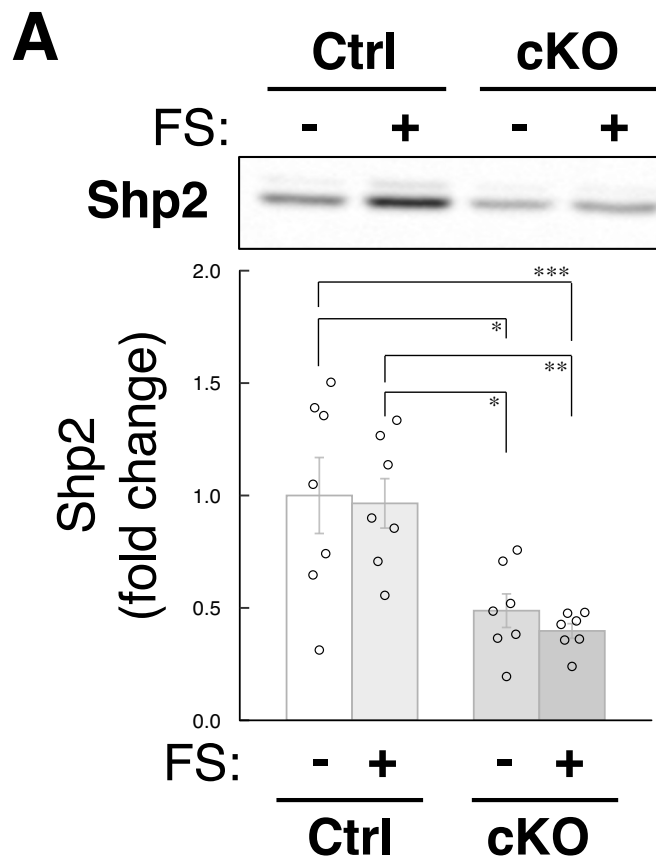 A
Ctrl cKO
FS: - + - +
Shp2
2.0
***
*
**
1.5
*
Shp2
(fold change)
1.0
0.5
0.0
FS: - + - +
Ctrl cKO